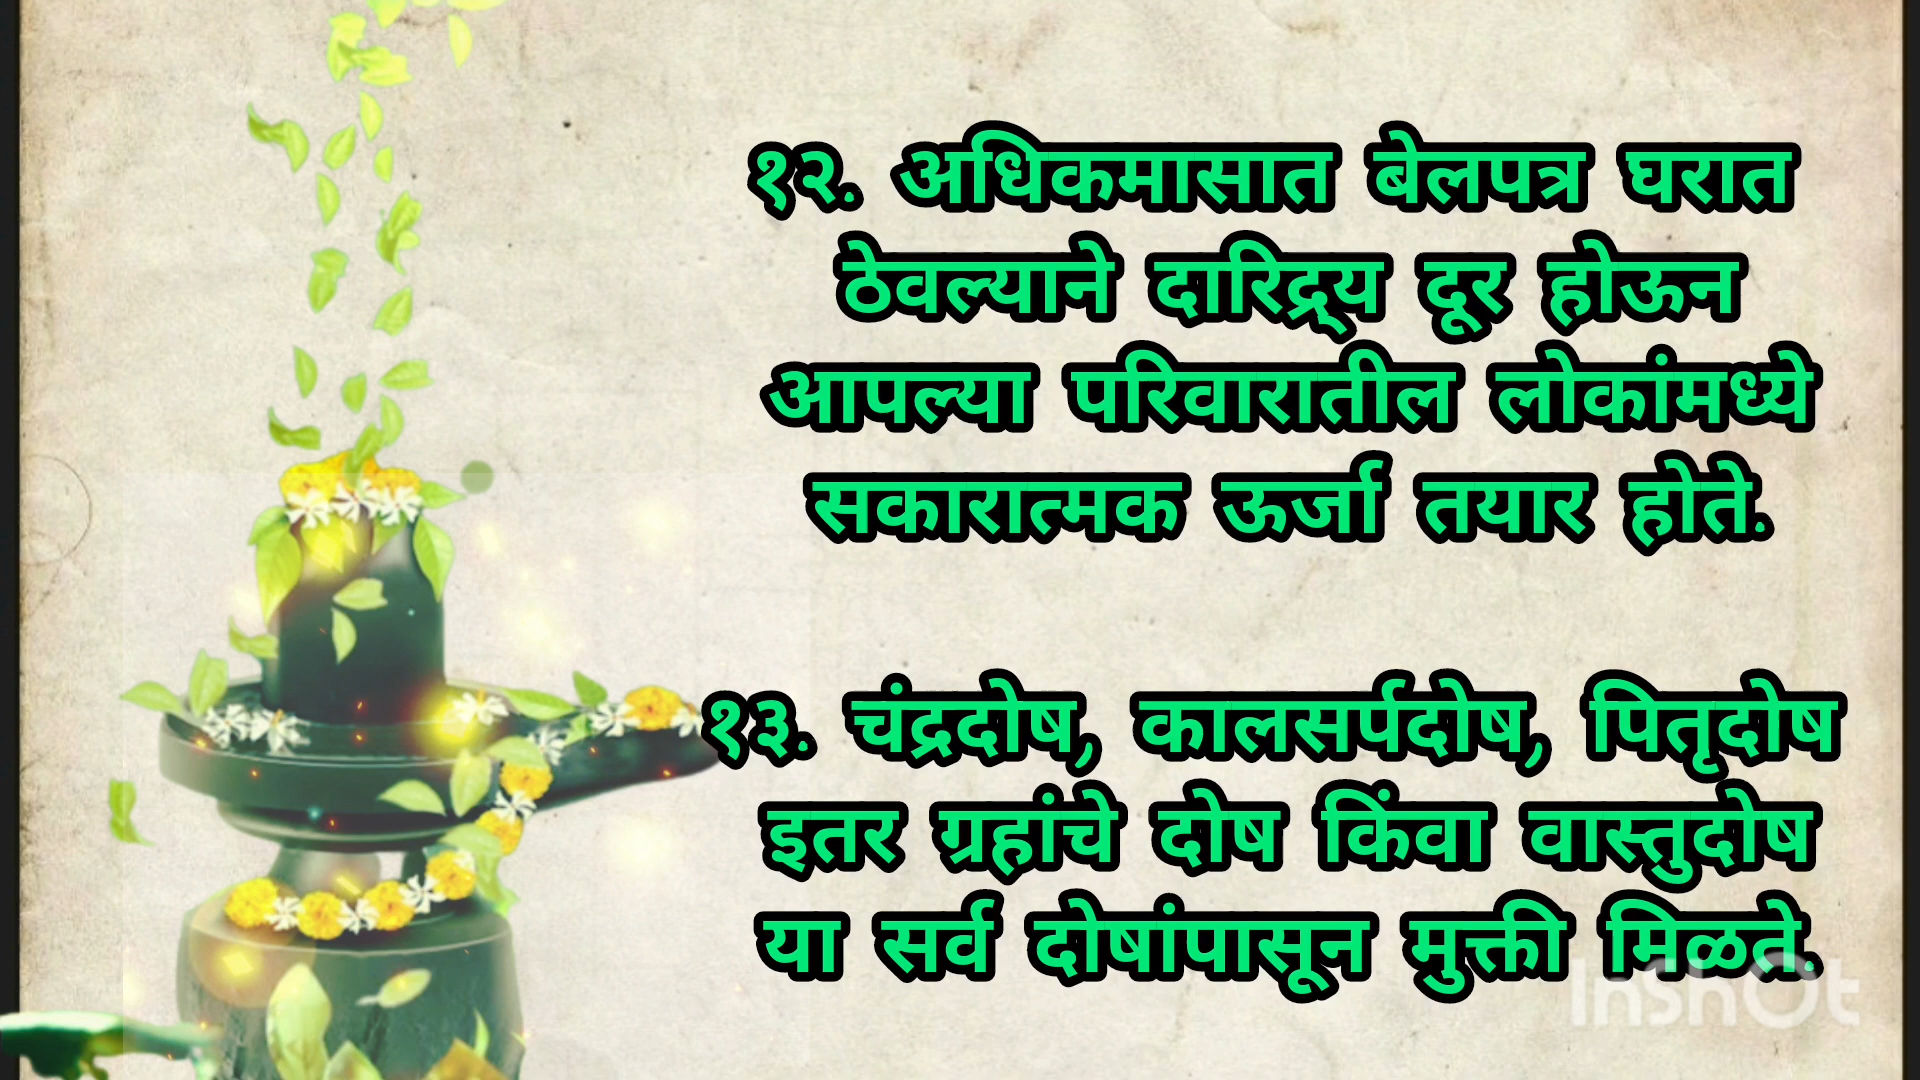 १२. अधिकमासात बेलपत्र घरात
ठेवल्याने दारिद्र्य दूर होऊन
आपल्या परिवारातील लोकांमध्ये
सकारात्मक ऊर्जा तयार होते.
१३. चंद्रदोष, कालसर्पदोष, पितृदोष
इतर ग्रहांचे दोष किंवा वास्तुदोष
या सर्व दोषांपासून मुक्ती मिळते.
InShOt